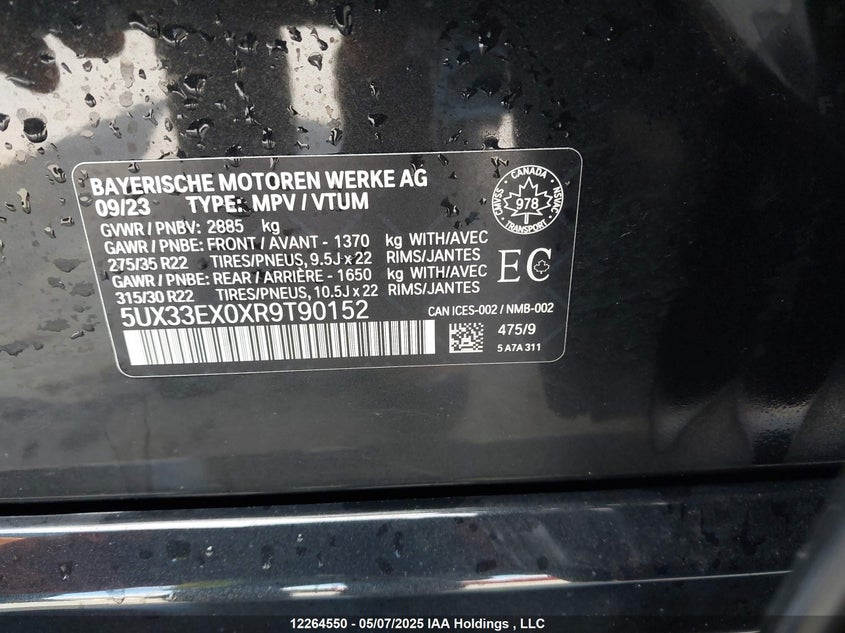 BAYERISCHE MOTOREN WERKE AG
09/23 TYPE: MPV / VTUM
GVWR / PNBV: 2885 kg
GAWR / PNBE: FRONT / AVANT - 1370 kg WITH/AVEC
275/35 R22 TIRES/PNEUS, 9.5J x 22 RIMS/JANTES
GAWR / PNBE: REAR / ARRIÈRE - 1650 kg WITH/AVEC
315/30 R22 TIRES/PNEUS, 10.5J x 22 RIMS/JANTES
5UX33EX0XR9T90152
CANADA
CMVSS 978 NSVAC
TRANSPORT
EC
CAN ICES-002 / NMB-002
475/9
5 A7A 311
12264550 - 05/07/2025 IAA Holdings , LLC